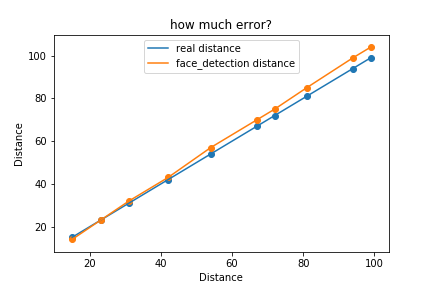 how much error?
real distance
face_detection distance
100
80
60
40
20
Distance
20
40
60
80
100
Distance